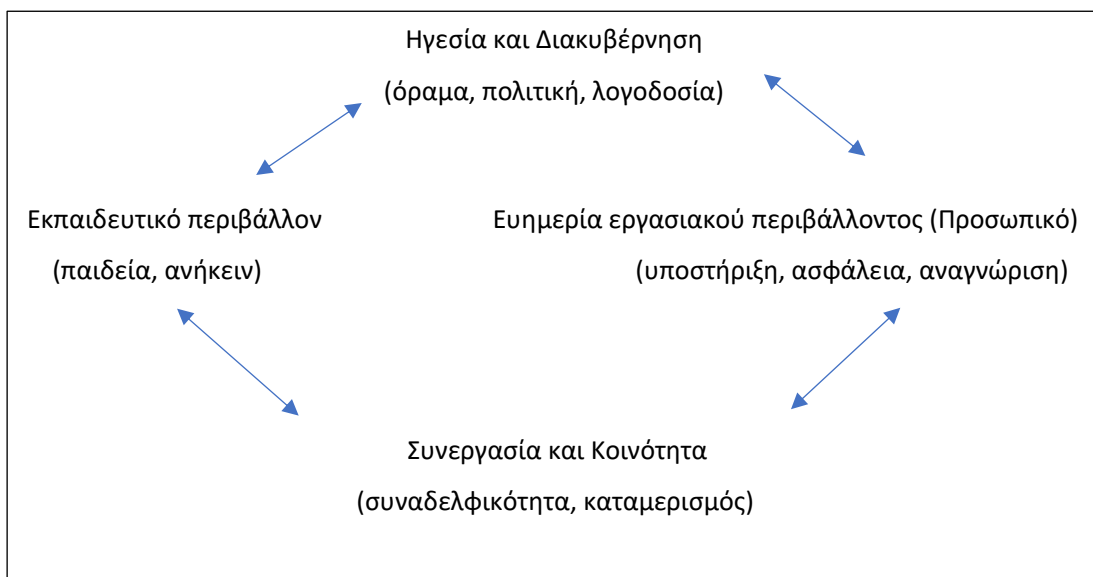 Ηγεσία και Διακυβέρνηση
(όραμα, πολιτική, λογοδοσία)
Εκπαιδευτικό περιβάλλον
(παιδεία, ανήκειν)
Ευημερία εργασιακού περιβάλλοντος (Προσωπικό)
(υποστήριξη, ασφάλεια, αναγνώριση)
Συνεργασία και Κοινότητα
(συναδελφικότητα, καταμερισμός)